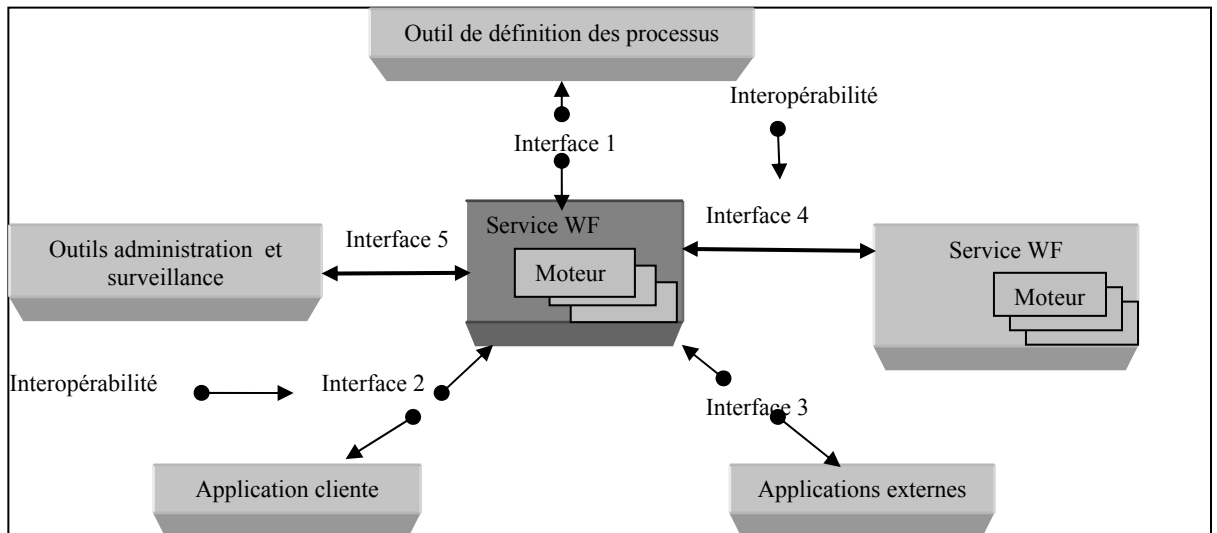 Outil de définition des processus
Interopérabilité
Interface 1
Interface 4
Service WF
Interface 5
Outils administration et
surveillance
Service WF
Moteur
Moteur
Interopérabilité
Interface 2
Interface 3
Application cliente
Applications externes